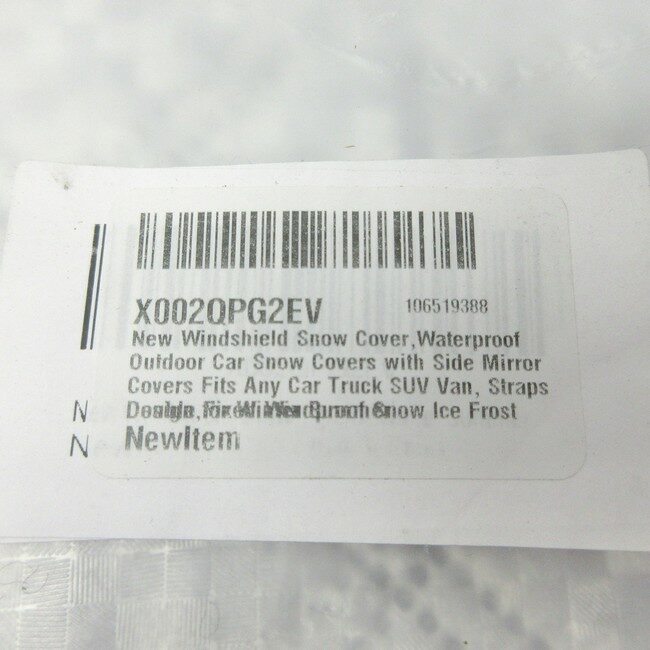 X002QPG2EV
106519388
New Windshield Snow Cover,Waterproof
Outdoor Car Snow Covers with Side Mirror
Covers Fits Any Car Truck SUV Van, Straps
N
Snow Ice Frost
N
NewItem